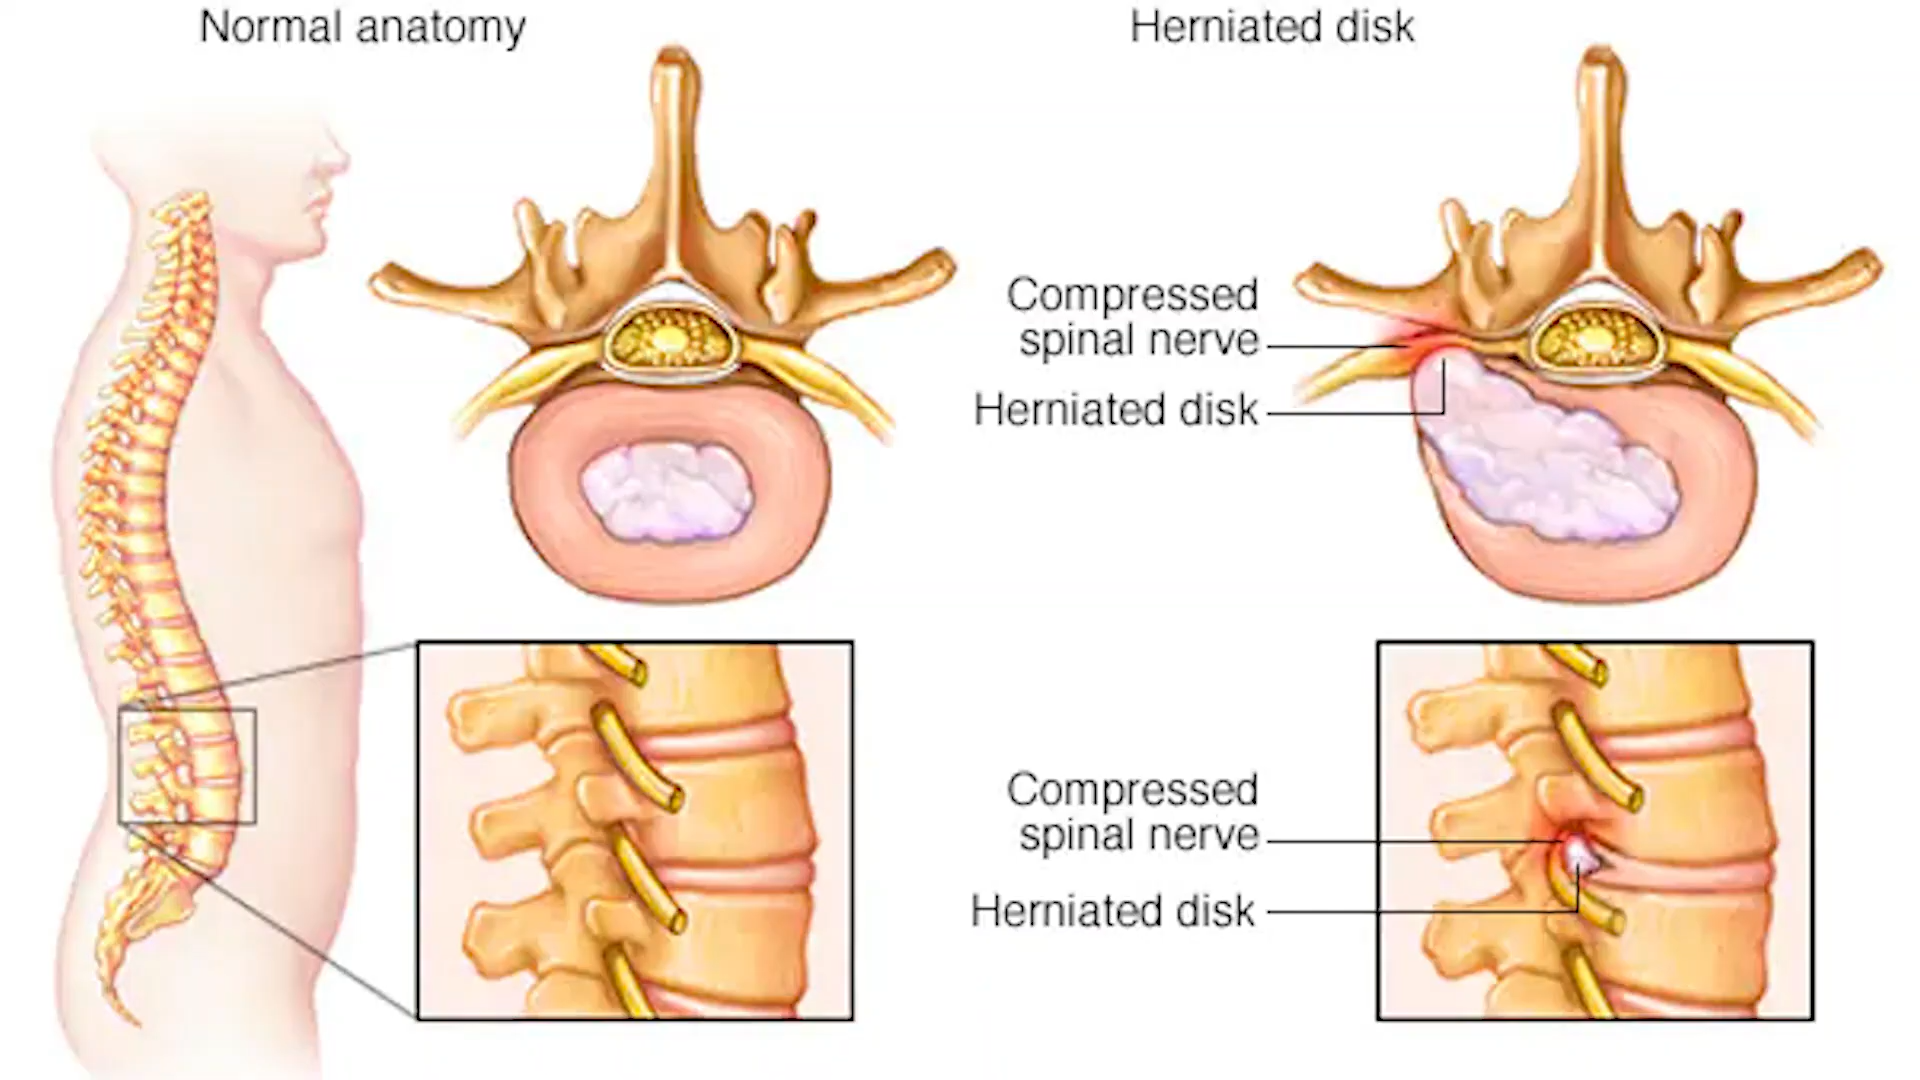 Normal anatomy
Herniated disk
Compressed
spinal nerve
Herniated disk
Compressed
spinal nerve
Herniated disk